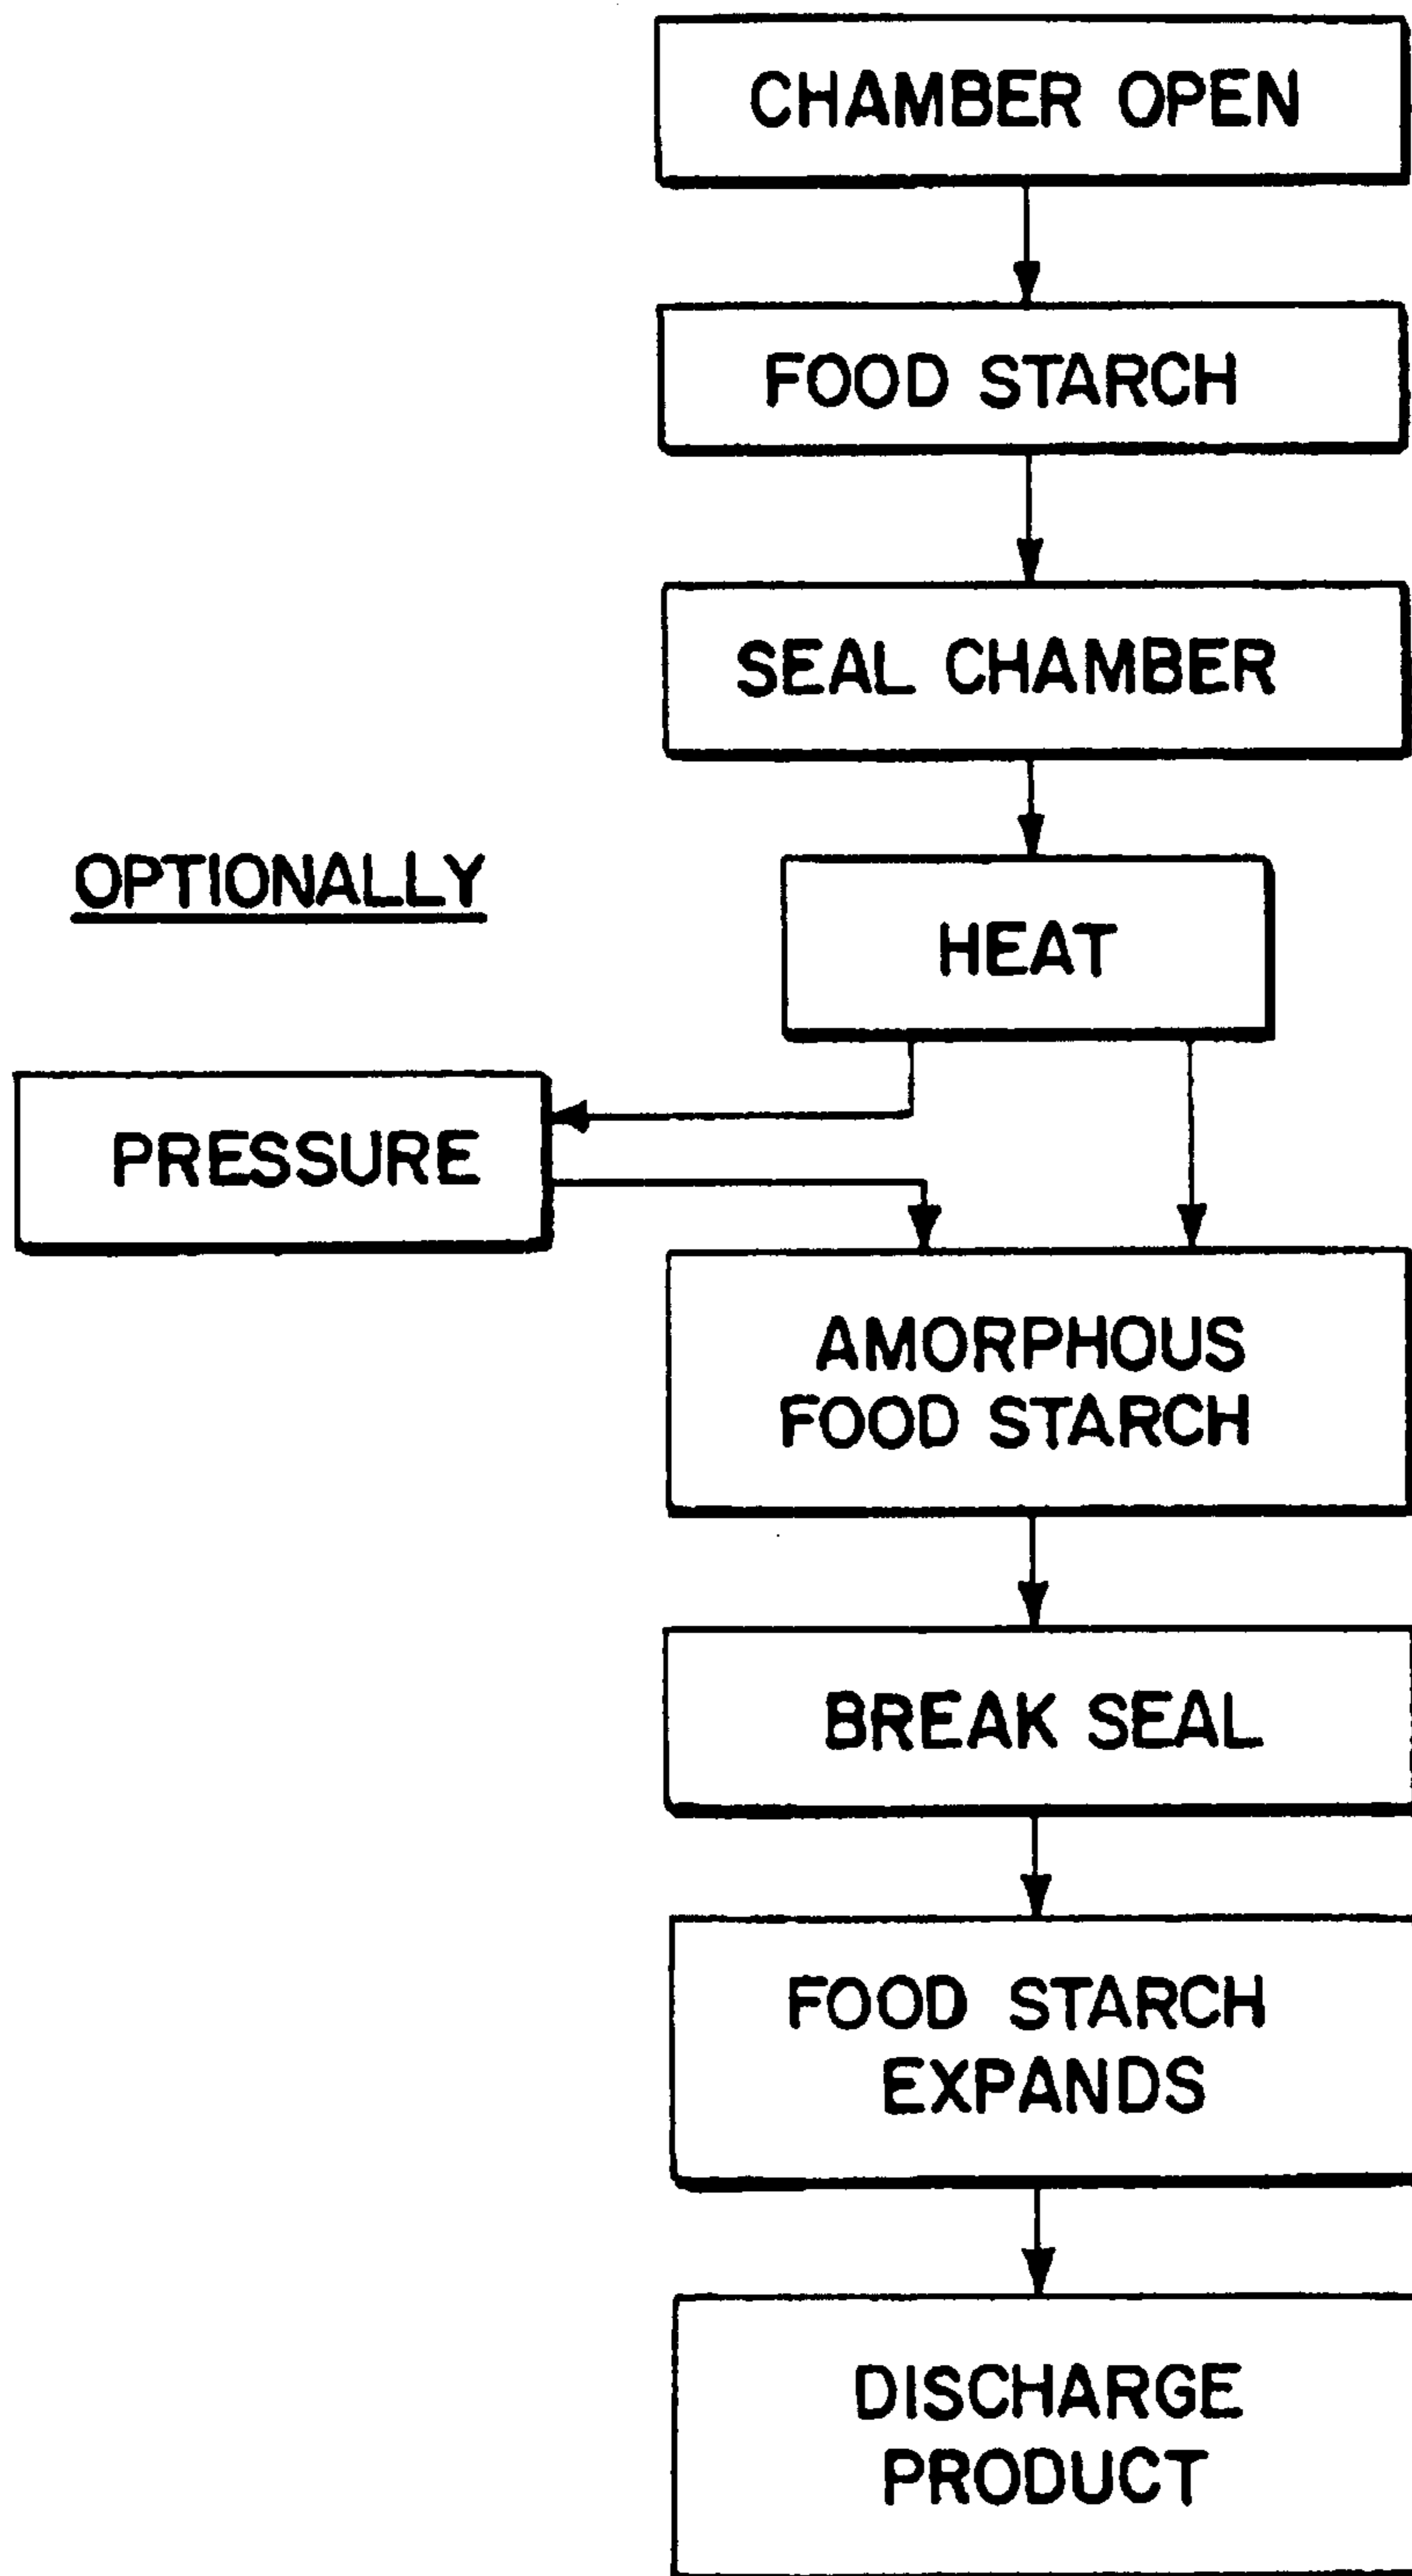 CHAMBER OPEN
FOOD STARCH
SEAL CHAMBER
OPTIONALLY
HEAT
PRESSURE
AMORPHOUS
FOOD STARCH
BREAK SEAL
FOOD STARCH
EXPANDS
DISCHARGE
PRODUCT